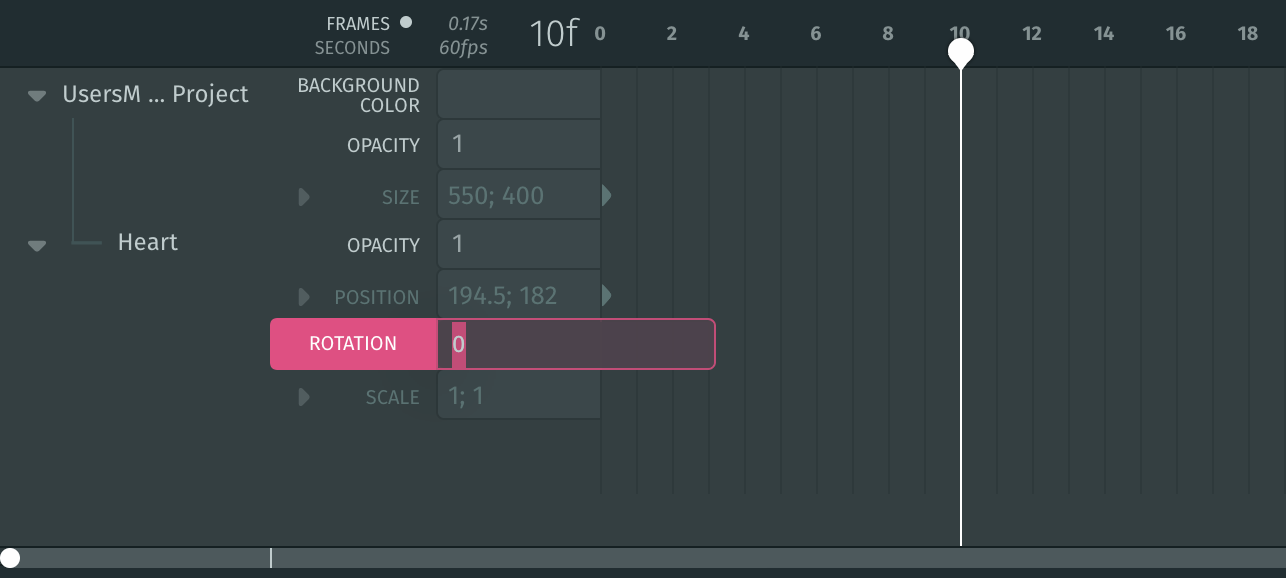 FRAMES 0.17s 10f 0 2 4 6 8 10 12 14 16 18
SECONDS 60fps
UsersM ... Project
BACKGROUND
COLOR
OPACITY 1
SIZE 550; 400
Heart
OPACITY 1
POSITION 194.5; 182
ROTATION 0
SCALE 1; 1